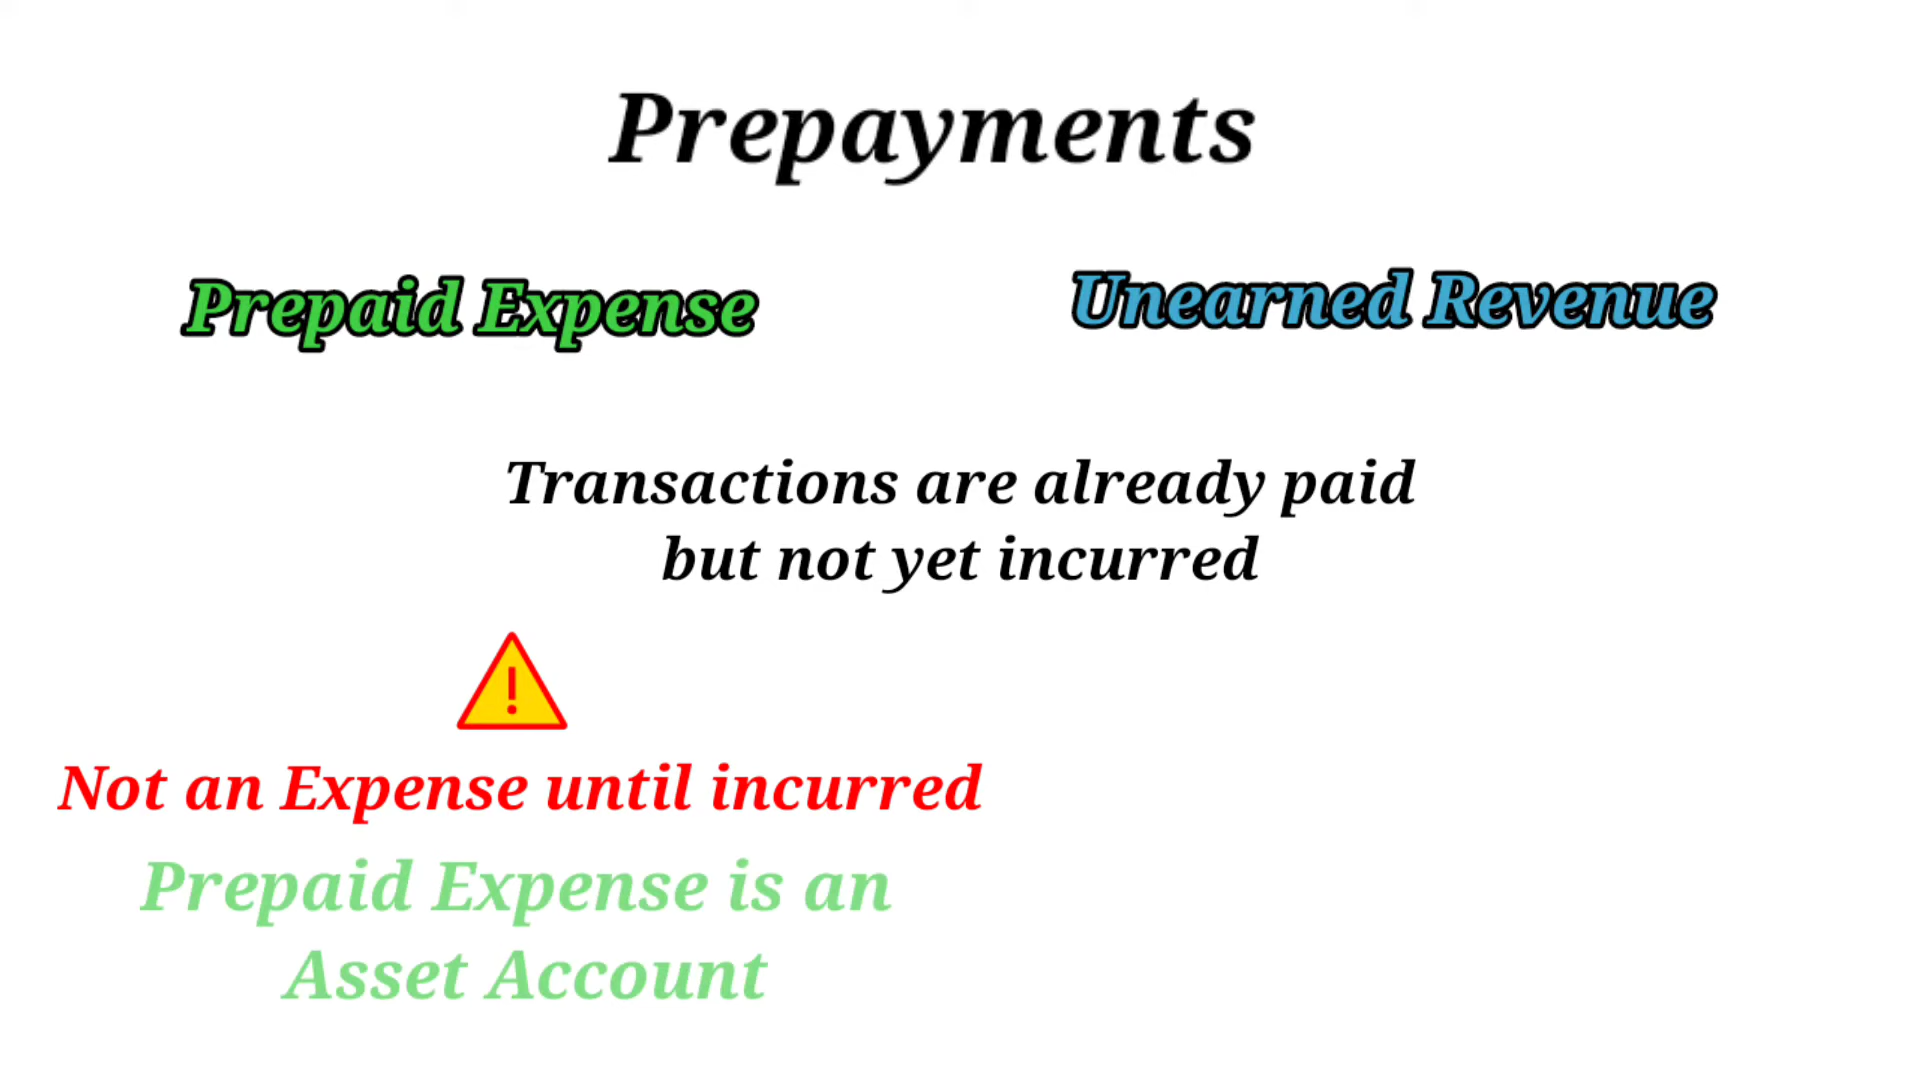 Prepayments
Prepaid Expense
Unearned Revenue
Transactions are already paid
but not yet incurred
Not an Expense until incurred
Prepaid Expense is an
Asset Account